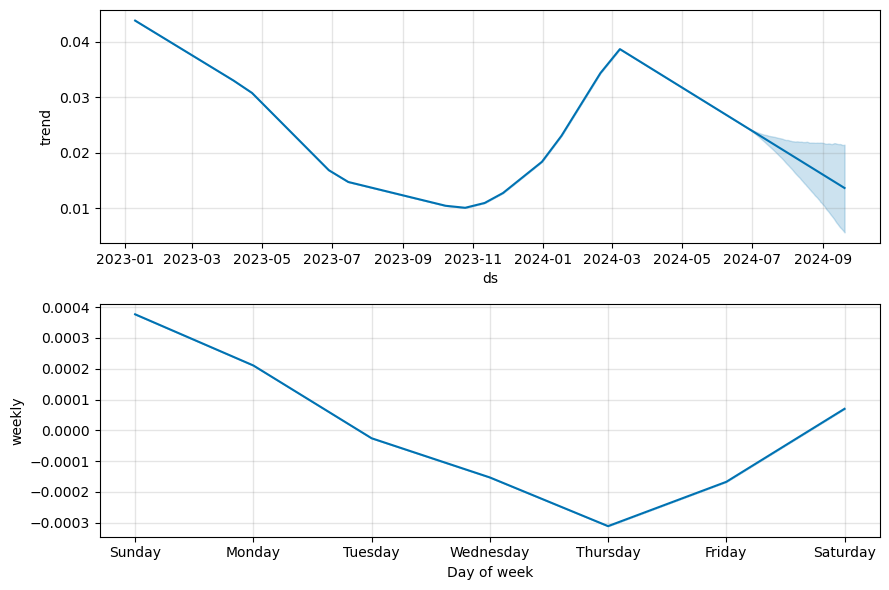 0.04
0.03
0.02
0.01
trend
2023-01 2023-03 2023-05 2023-07 2023-09 2023-11 2024-01 2024-03 2024-05 2024-07 2024-09
ds
0.0004
0.0003
0.0002
0.0001
0.0000
−0.0001
−0.0002
−0.0003
weekly
Sunday Monday Tuesday Wednesday Thursday Friday Saturday
Day of week